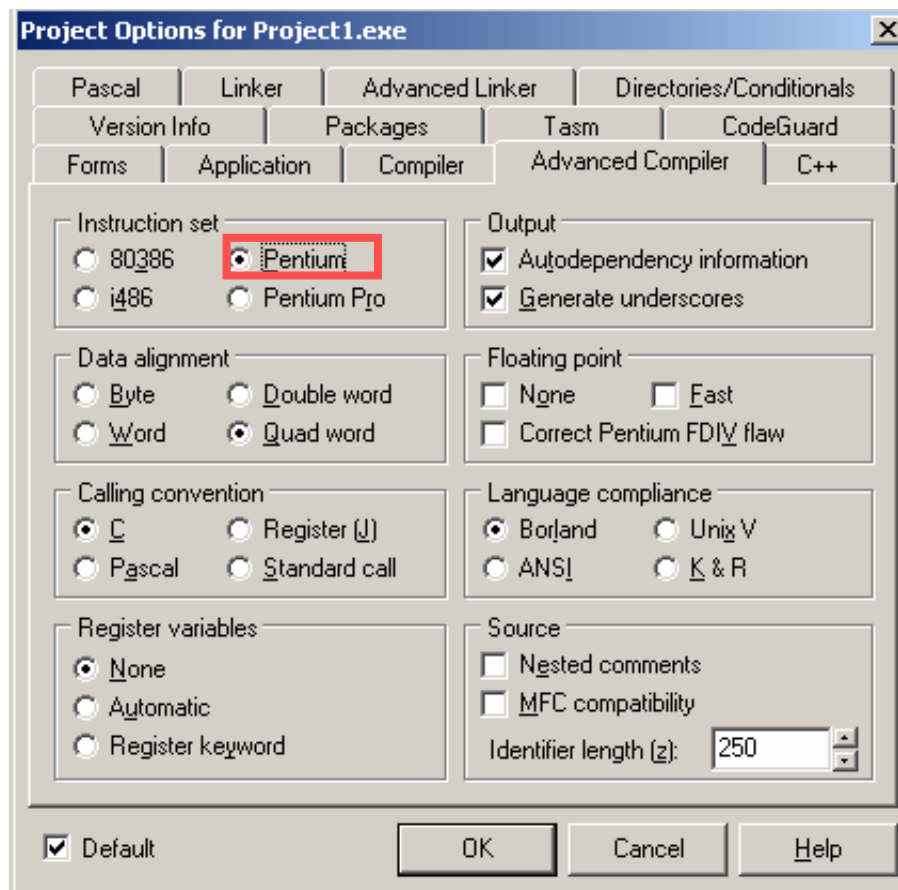 Project Options for Project1.exe
Pascal Linker Advanced Linker Directories/Conditionals
Version Info Packages Tasm CodeGuard
Forms Application Compiler Advanced Compiler C++
Instruction set
80386 Pentium
i486 Pentium Pro
Output
Autodependency information
Generate underscores
Data alignment
Byte Double word
Word Quad word
Floating point
None Fast
Correct Pentium FDIV flaw
Calling convention
C Register (J)
Pascal Standard call
Language compliance
Borland Unix V
ANSI K & R
Register variables
None
Automatic
Register keyword
Source
Nested comments
MFC compatibility
Identifier length (z): 250
Default OK Cancel Help